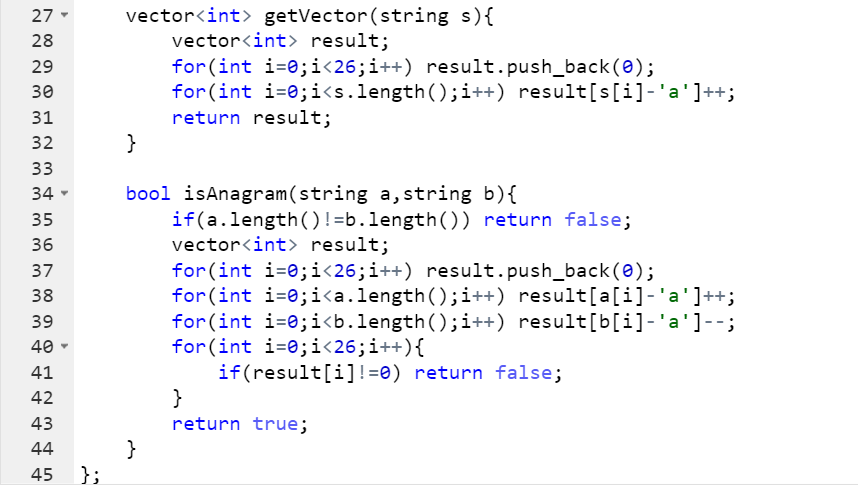 27    vector<int> getVector(string s){
28        vector<int> result;
29        for(int i=0;i<26;i++) result.push_back(0);
30        for(int i=0;i<s.length();i++) result[s[i]-'a']++;
31        return result;
32    }
33
34    bool isAnagram(string a,string b){
35        if(a.length()!=b.length()) return false;
36        vector<int> result;
37        for(int i=0;i<26;i++) result.push_back(0);
38        for(int i=0;i<a.length();i++) result[a[i]-'a']++;
39        for(int i=0;i<b.length();i++) result[b[i]-'a']--;
40        for(int i=0;i<26;i++){
41            if(result[i]!=0) return false;
42        }
43        return true;
44    }
45 };